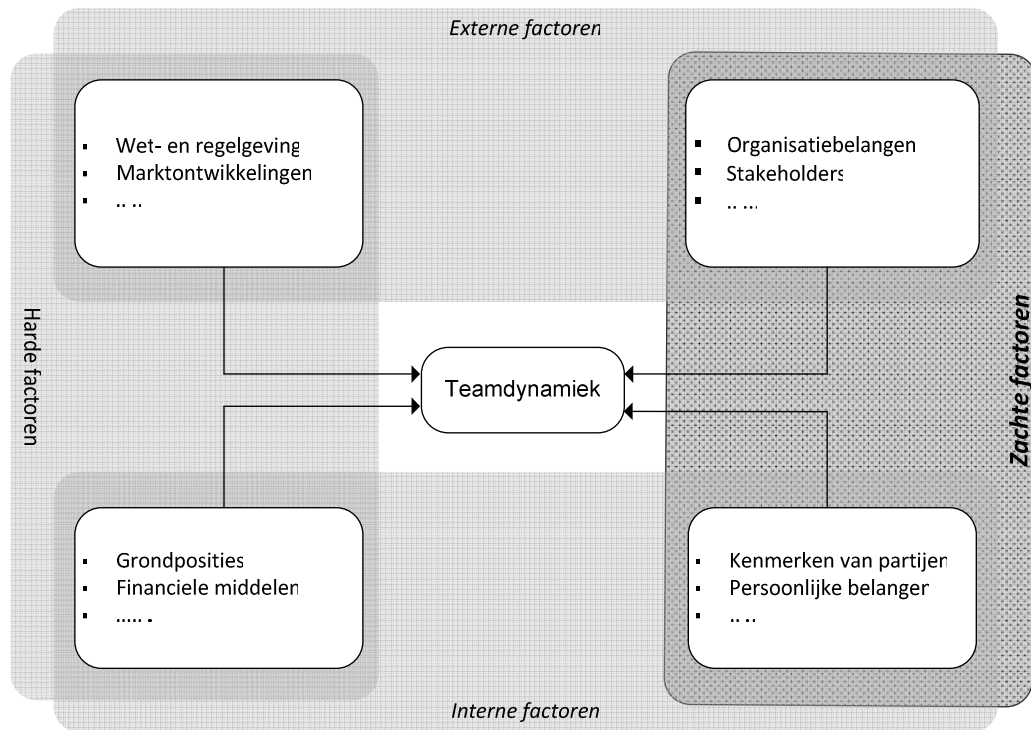 Externe factoren
Wet- en regelgeving
Marktontwikkelingen
.. ..
Organisatiebelangen
Stakeholders
.. ...
Harde factoren
Teamdynamiek
Zachte factoren
Grondposities
Financiele middelen
..... .
Kenmerken van partijen
Persoonlijke belanger
.. ..
Interne factoren